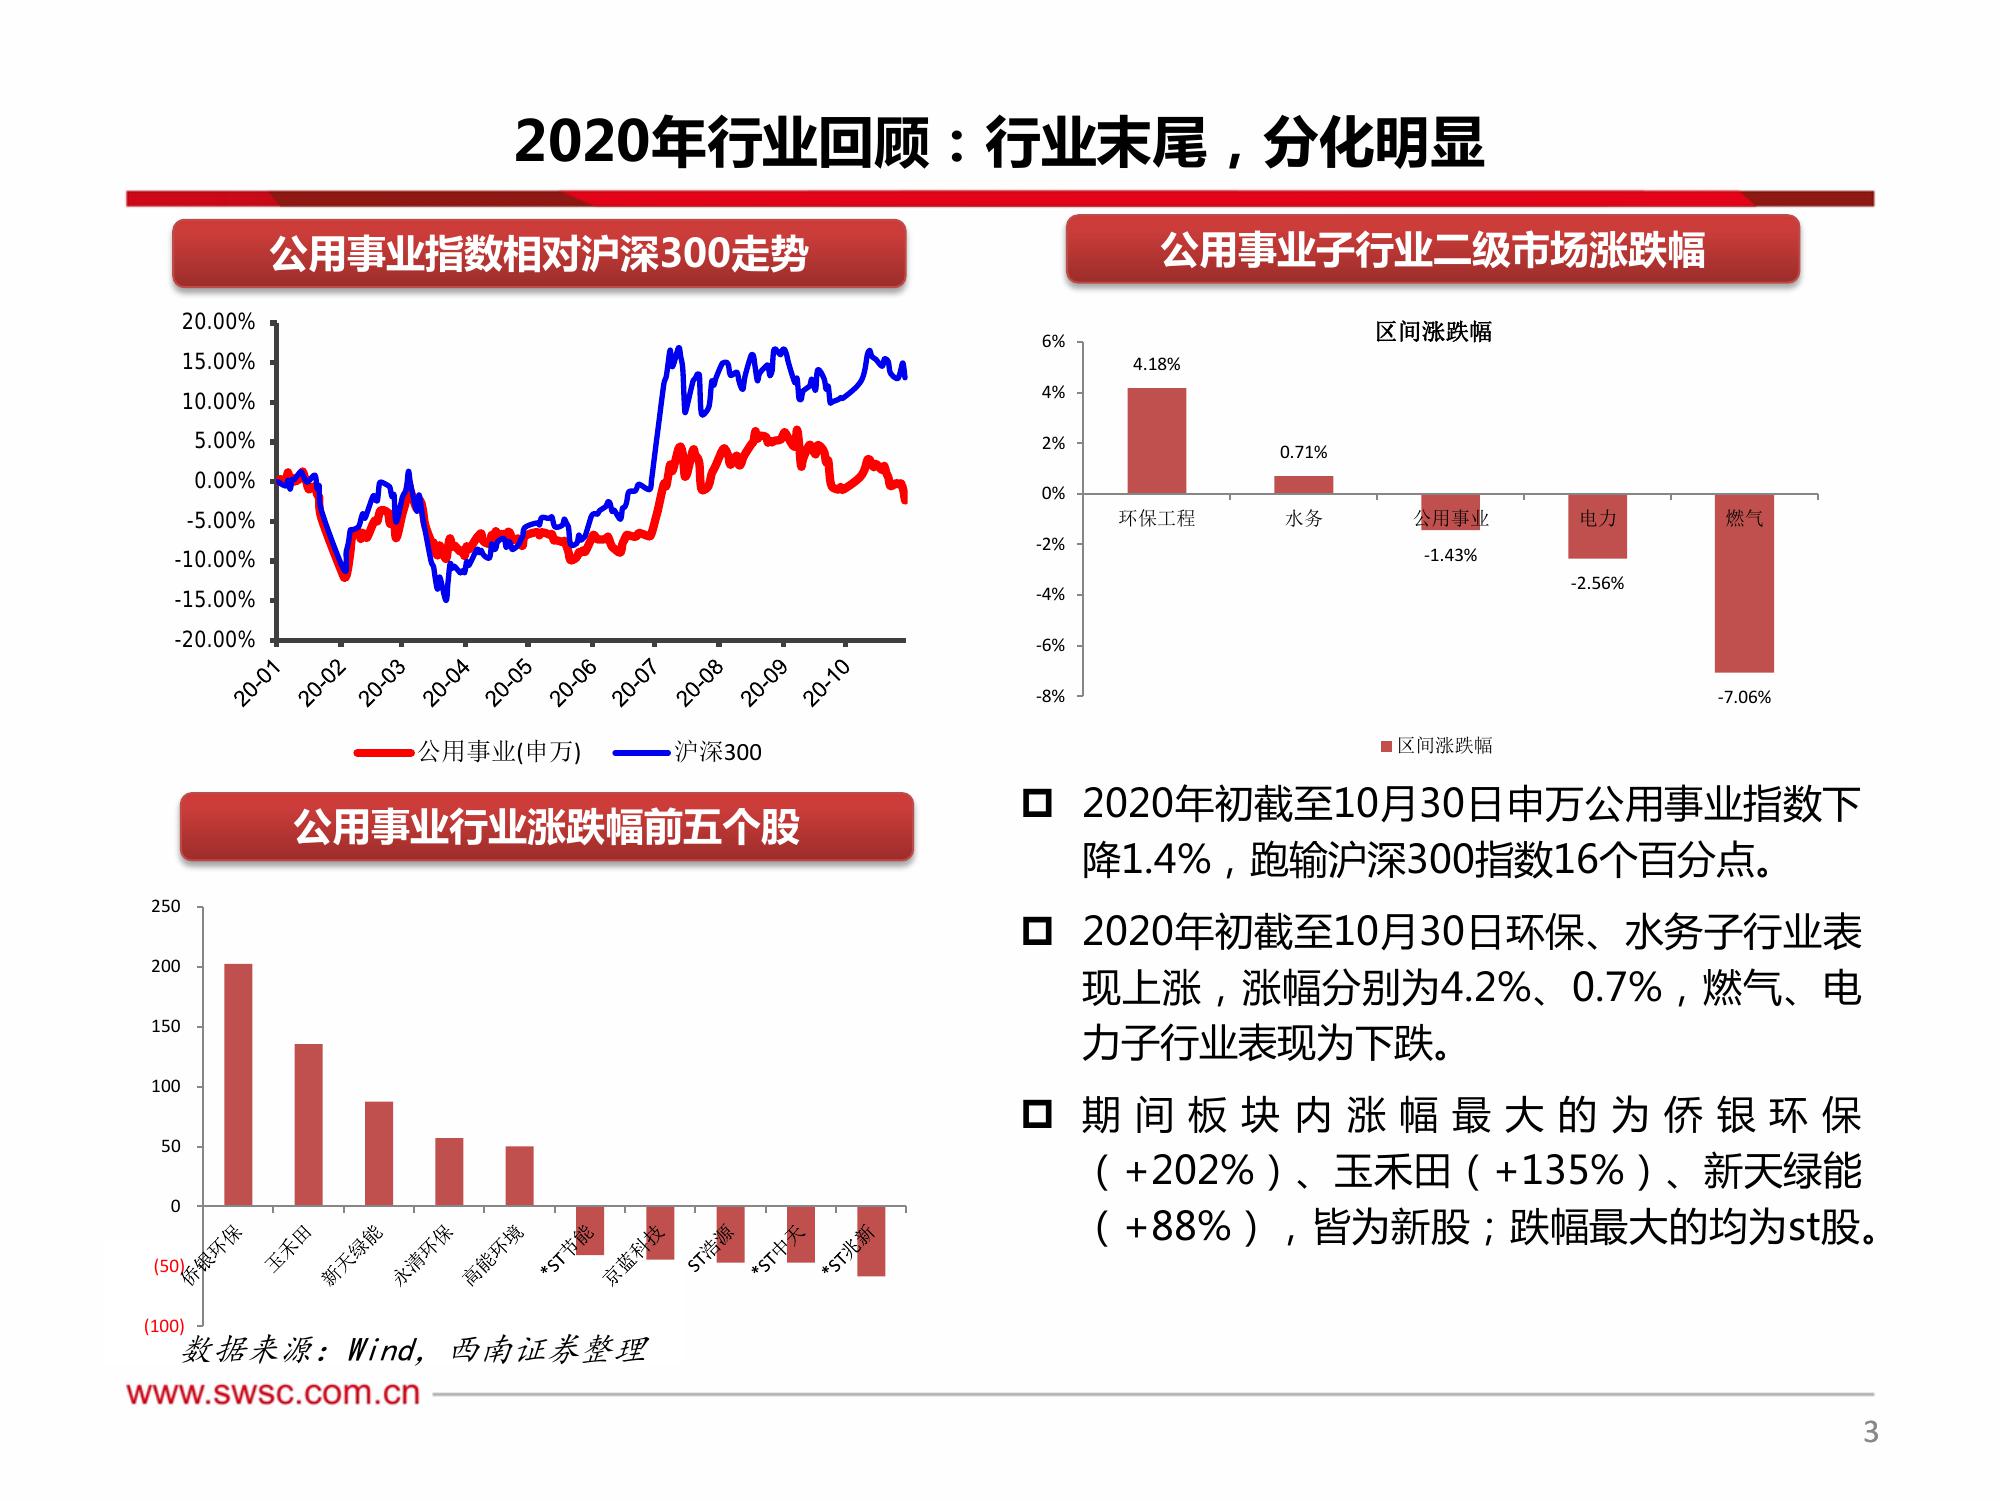 2020年行业回顾：行业末尾，分化明显
公用事业指数相对沪深300走势
20.00%
15.00%
10.00%
5.00%
0.00%
-5.00%
-10.00%
-15.00%
-20.00%
20-01
20-02
20-03
20-04
20-05
20-06
20-07
20-08
20-09
20-10
公用事业(申万)
沪深300
公用事业子行业二级市场涨跌幅
区间涨跌幅
6%
4%
2%
0%
-2%
-4%
-6%
-8%
4.18%
0.71%
-1.43%
-2.56%
-7.06%
环保工程
水务
公用事业
电力
燃气
区间涨跌幅
公用事业行业涨跌幅前五个股
250
200
150
100
50
0
(50)
(100)
侨银环保
玉禾田
新天绿能
永清环保
高能环境
*ST节能
京蓝科技
ST浩源
*ST中天
*ST兆新
2020年初截至10月30日申万公用事业指数下
降1.4%，跑输沪深300指数16个百分点。
2020年初截至10月30日环保、水务子行业表
现上涨，涨幅分别为4.2%、0.7%，燃气、电
力子行业表现为下跌。
期间板块内涨幅最大的为侨银环保
（+202%）、玉禾田（+135%）、新天绿能
（+88%），皆为新股；跌幅最大的均为st股。
数据来源：Wind，西南证券整理
www.swsc.com.cn
3